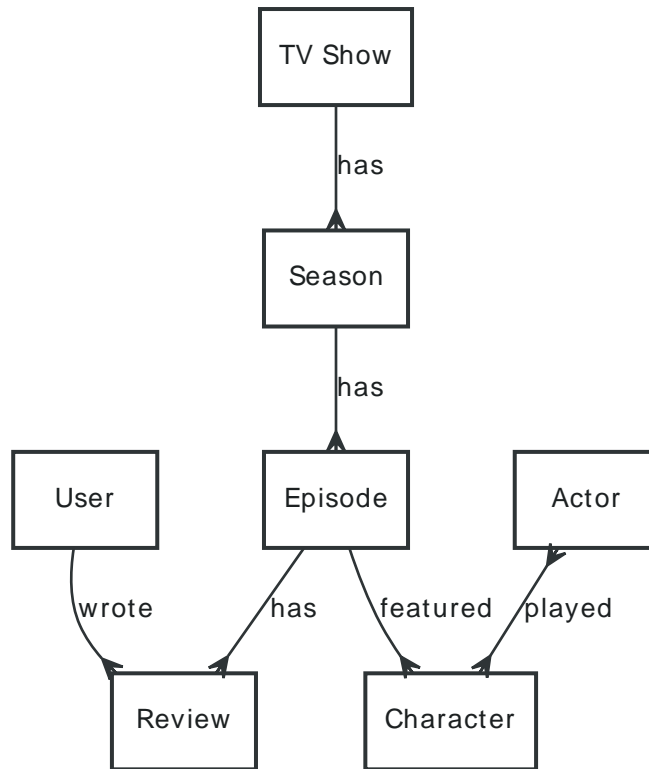 TV Show
has
Season
has
User
Episode
Actor
wrote
has
featured
played
Review
Character